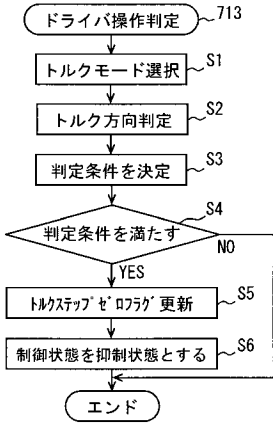 ドライバ操作判定 713
トルクモード選択 S1
トルク方向判定 S2
判定条件を決定 S3
判定条件を満たす S4
NO
YES
ﾄﾙｸｽﾃｯﾌﾟｾﾞﾛﾌﾗｸﾞ更新 S5
制御状態を抑制状態とする S6
エンド